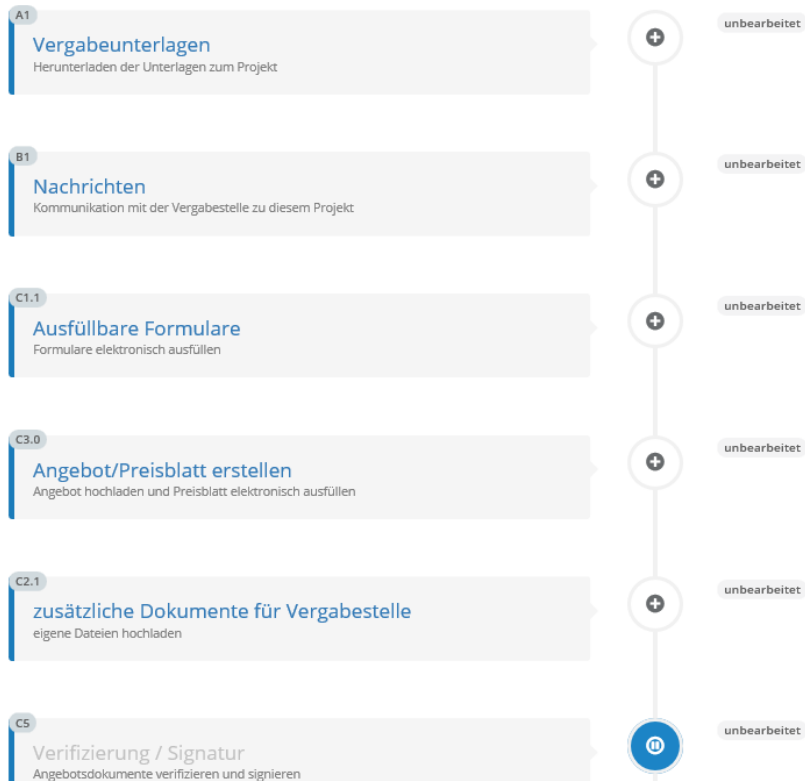 A1
unbearbeitet
Vergabeunterlagen
Herunterladen der Unterlagen zum Projekt
B1
unbearbeitet
Nachrichten
Kommunikation mit der Vergabestelle zu diesem Projekt
C1.1
unbearbeitet
Ausfüllbare Formulare
Formulare elektronisch ausfüllen
C3.0
unbearbeitet
Angebot/Preisblatt erstellen
Angebot hochladen und Preisblatt elektronisch ausfüllen
C2.1
unbearbeitet
zusätzliche Dokumente für Vergabestelle
eigene Dateien hochladen
C5
unbearbeitet
Verifizierung / Signatur
Angebotsdokumente verifizieren und signieren